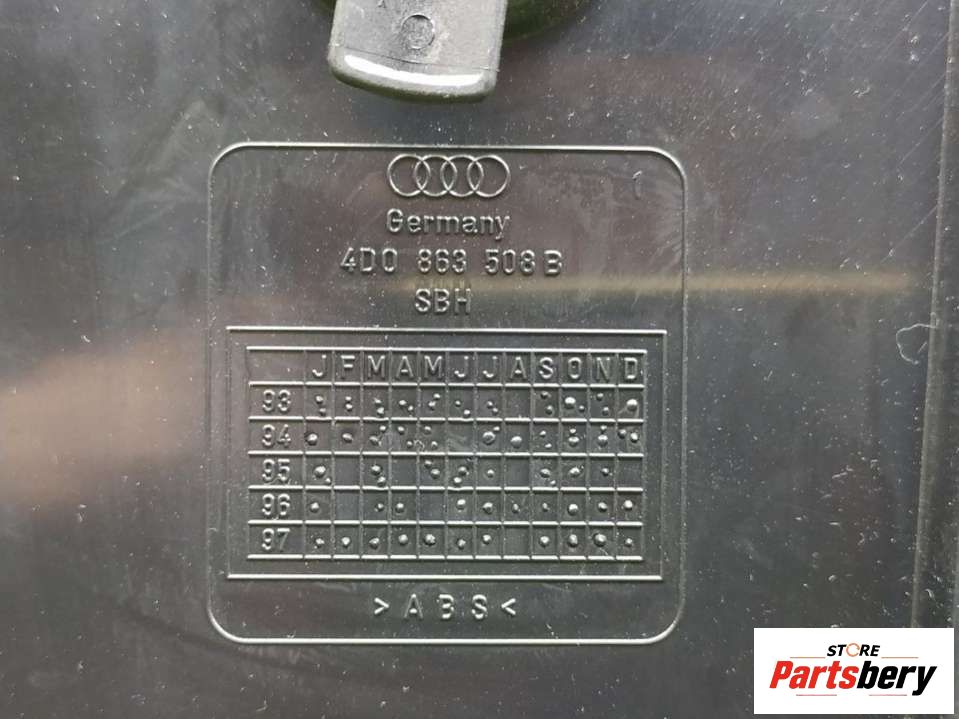 Germany
4D0 863 508 B
SBH
J F M A M J J A S O N D
93
94
95
96
97
>ABS<
STORE
Partsbery